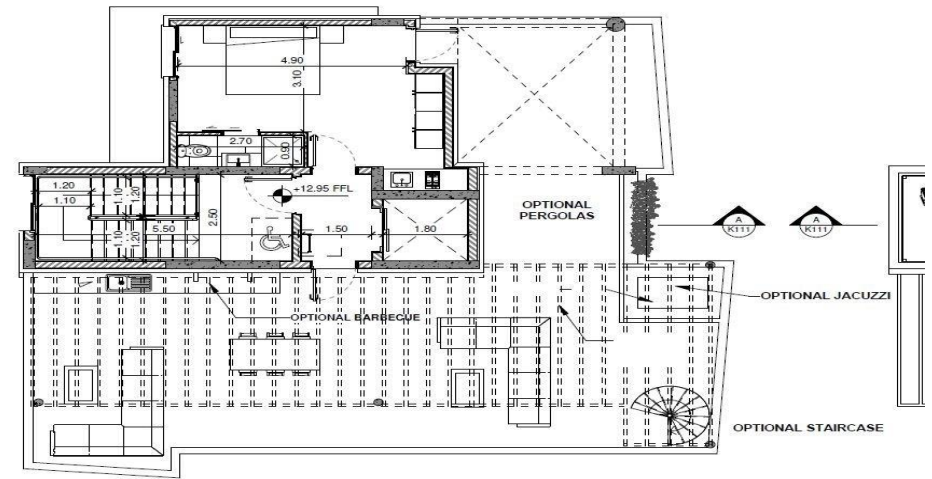 4.90
3.10
2.70
0.90
1.20
1.10
1.10
1.20
1.10
1.20
5.50
2.50
+12.95 FFL
1.50
1.80
OPTIONAL
PERGOLAS
A
K111
A
K111
OPTIONAL JACUZZI
OPTIONAL BARBECUE
OPTIONAL STAIRCASE